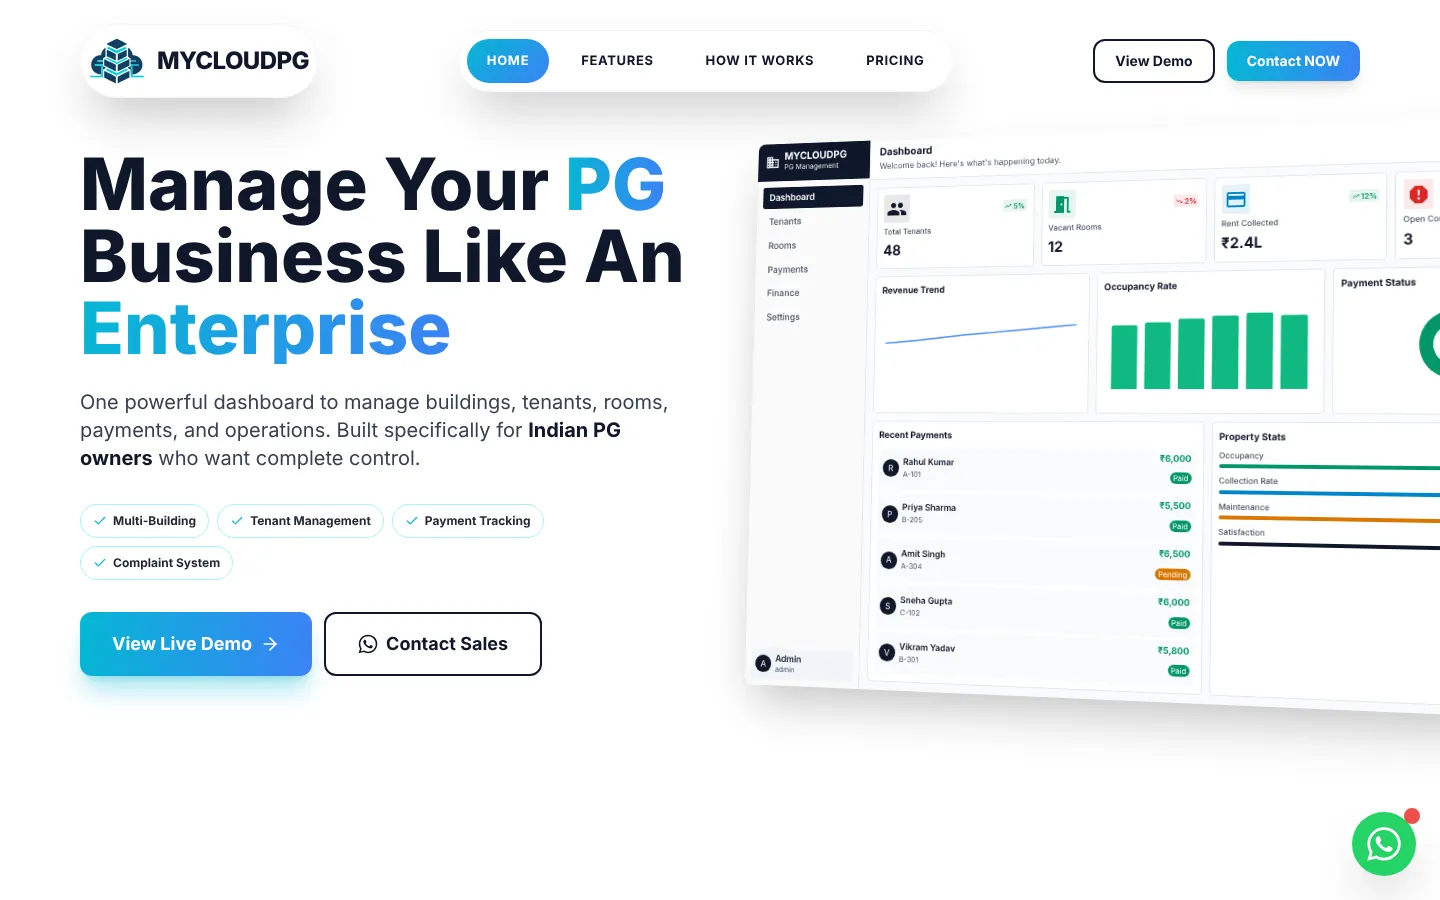 MYCLOUDPG
HOME
FEATURES
HOW IT WORKS
PRICING
View Demo
Contact NOW
Manage Your PG
Business Like An
Enterprise
One powerful dashboard to manage buildings, tenants, rooms,
payments, and operations. Built specifically for Indian PG
owners who want complete control.
Multi-Building
Tenant Management
Payment Tracking
Complaint System
View Live Demo
Contact Sales
MYCLOUDPG
PG Management
Dashboard
Tenants
Rooms
Payments
Finance
Settings
A
Admin
admin
Dashboard
Welcome back! Here's what's happening today.
5%
Total Tenants
48
2%
Vacant Rooms
12
12%
Rent Collected
₹2.4L
Open Co
3
Revenue Trend
Occupancy Rate
Payment Status
Recent Payments
R
Rahul Kumar
A-101
₹6,000
Paid
P
Priya Sharma
B-205
₹5,500
Paid
A
Amit Singh
A-304
₹6,500
Pending
S
Sneha Gupta
C-102
₹6,000
Paid
V
Vikram Yadav
B-301
₹5,800
Paid
Property Stats
Occupancy
Collection Rate
Maintenance
Satisfaction